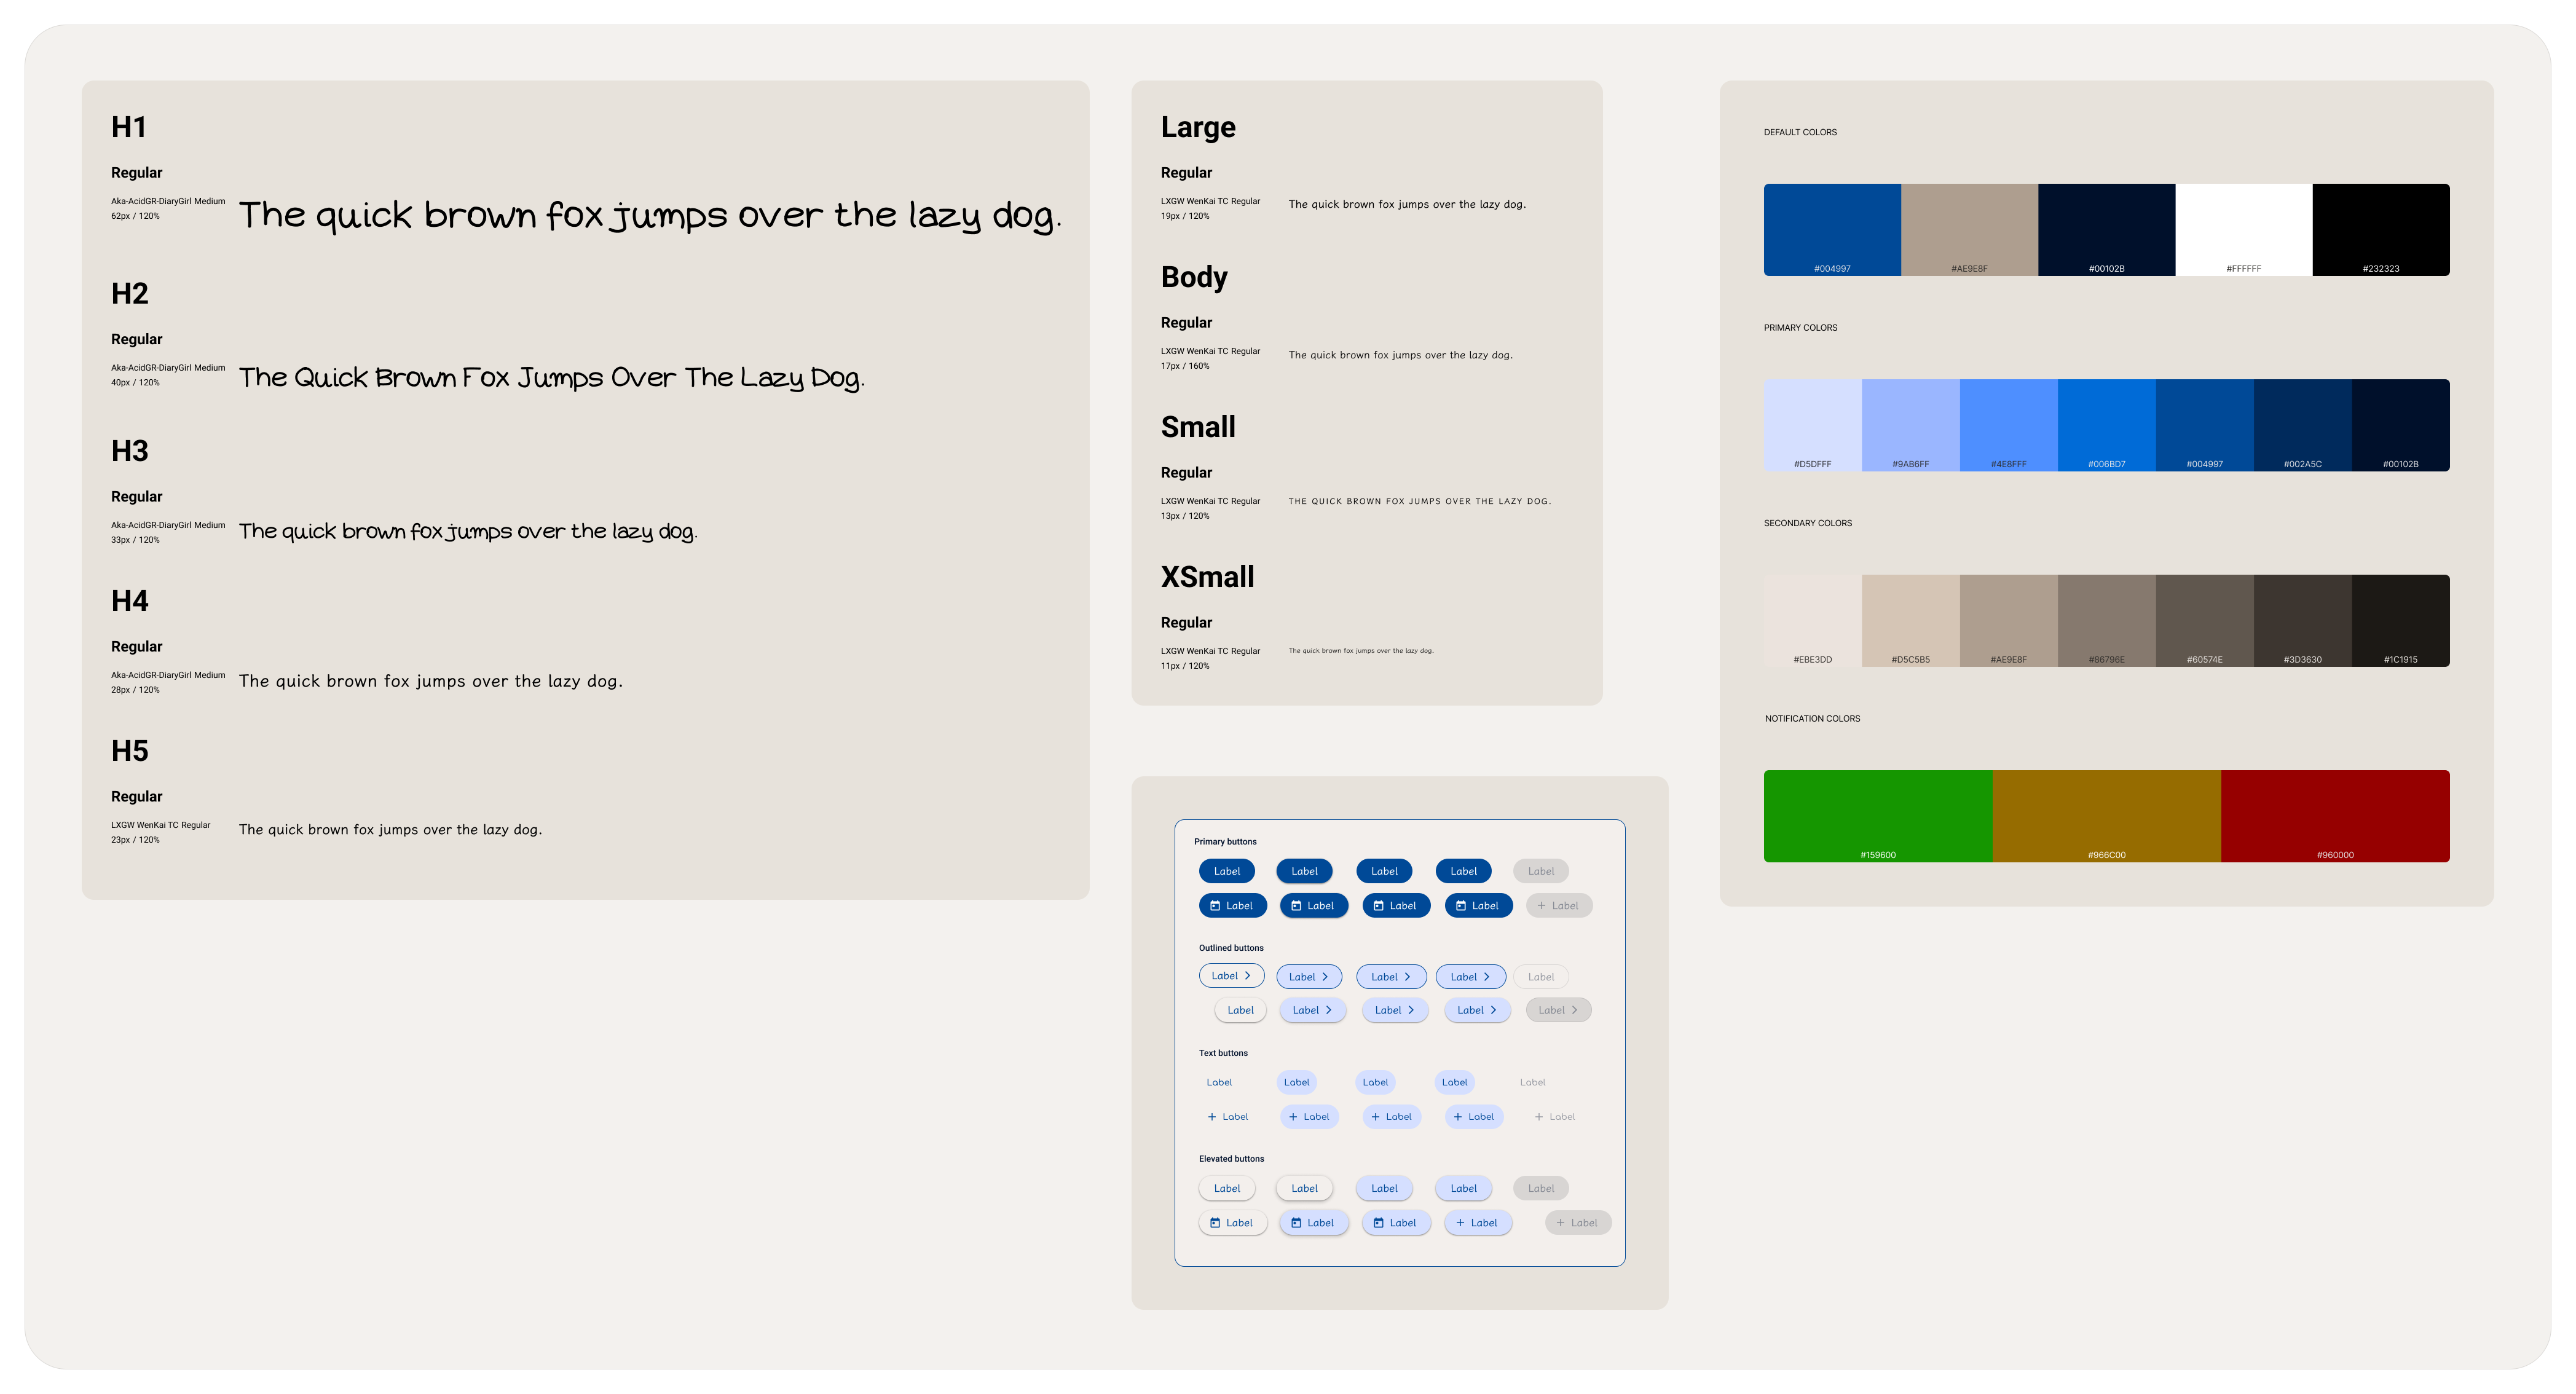 H1
Regular
Aka-AcidGR-DiaryGirl Medium
62px / 120%
The quick brown fox jumps over the lazy dog.
H2
Regular
Aka-AcidGR-DiaryGirl Medium
40px / 120%
The Quick Brown Fox Jumps Over The Lazy Dog.
H3
Regular
Aka-AcidGR-DiaryGirl Medium
33px / 120%
The quick brown fox jumps over the lazy dog.
H4
Regular
Aka-AcidGR-DiaryGirl Medium
28px / 120%
The quick brown fox jumps over the lazy dog.
H5
Regular
LXGW WenKai TC Regular
23px / 120%
The quick brown fox jumps over the lazy dog.
Large
Regular
LXGW WenKai TC Regular
19px / 120%
The quick brown fox jumps over the lazy dog.
Body
Regular
LXGW WenKai TC Regular
17px / 160%
The quick brown fox jumps over the lazy dog.
Small
Regular
LXGW WenKai TC Regular
13px / 120%
THE QUICK BROWN FOX JUMPS OVER THE LAZY DOG.
XSmall
Regular
LXGW WenKai TC Regular
11px / 120%
The quick brown fox jumps over the lazy dog.
Primary buttons
Label Label Label Label Label
Label Label Label Label + Label
Outlined buttons
Label > Label > Label > Label > Label
Label Label > Label > Label > Label >
Text buttons
Label Label Label Label Label
+ Label + Label + Label + Label + Label
Elevated buttons
Label Label Label Label Label
Label Label Label + Label + Label
DEFAULT COLORS
#004997 #AE9E8F #00102B #FFFFFF #232323
PRIMARY COLORS
#D5DFFF #9AB6FF #4E8FFF #006BD7 #004997 #002A5C #00102B
SECONDARY COLORS
#EBE3DD #D5C5B5 #AE9E8F #86796E #60574E #3D3630 #1C1915
NOTIFICATION COLORS
#159600 #966C00 #960000